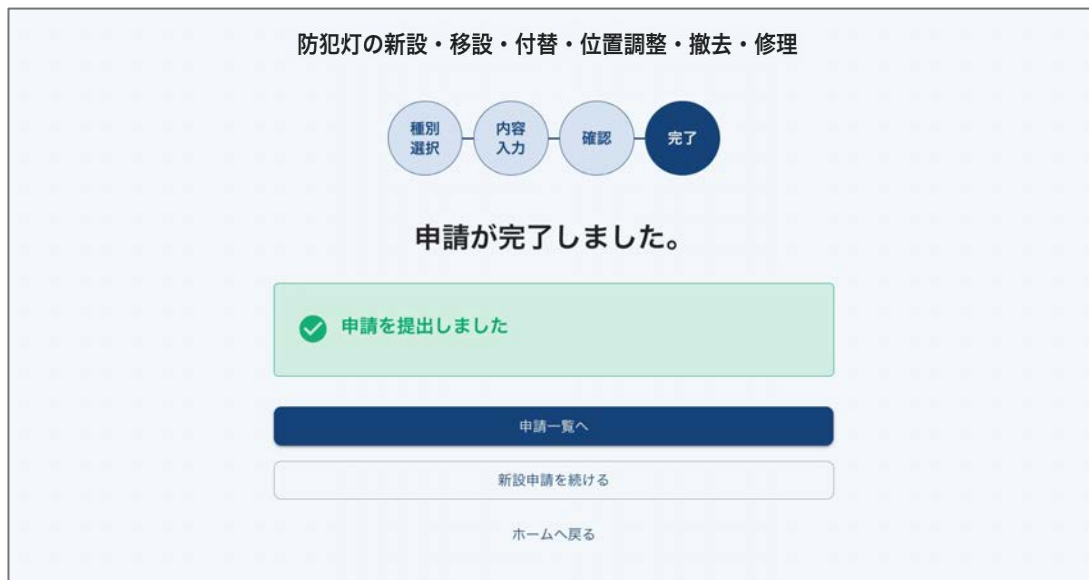 防犯灯の新設・移設・付替・位置調整・撤去・修理
種別
選択
内容
入力
確認
完了
申請が完了しました。
申請を提出しました
申請一覧へ
新設申請を続ける
ホームへ戻る